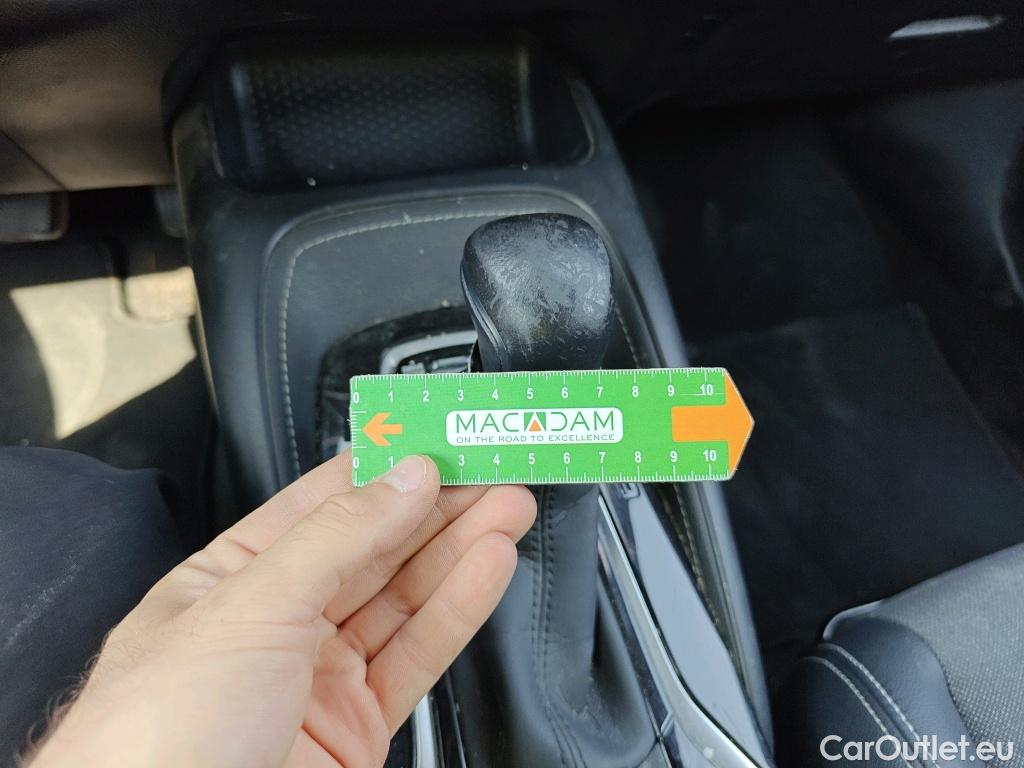 0 1 2 3 4 5 6 7 8 9 10
MACADAM
ON THE ROAD TO EXCELLENCE
0 1 3 4 5 6 7 8 9 10
CarOutlet.eu